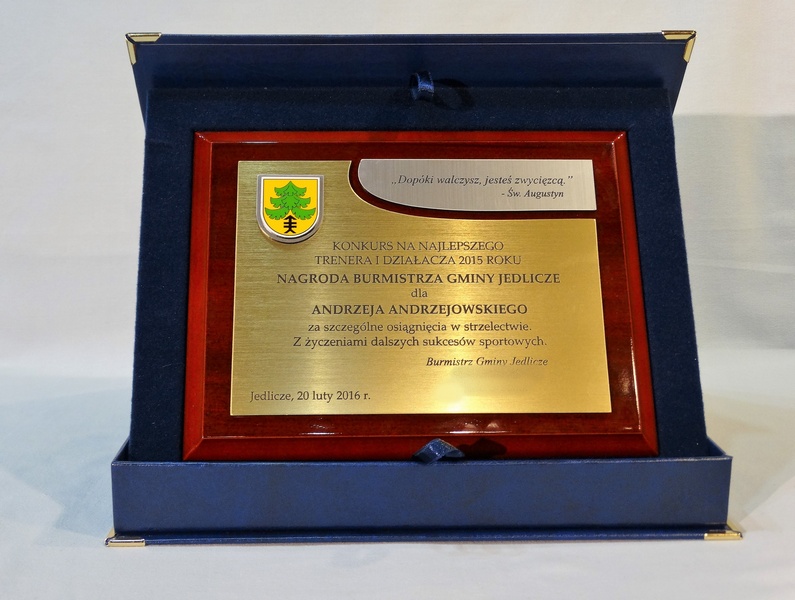 „Dopóki walczysz, jesteś zwycięzcą.”
- Św. Augustyn
KONKURS NA NAJLEPSZEGO
TRENERA I DZIAŁACZA 2015 ROKU
NAGRODA BURMISTRZA GMINY JEDLICZE
dla
ANDRZEJA ANDRZEJOWSKIEGO
za szczególne osiągnięcia w strzelectwie.
Z życzeniami dalszych sukcesów sportowych.
Burmistrz Gminy Jedlicze
Jedlicze, 20 luty 2016 r.